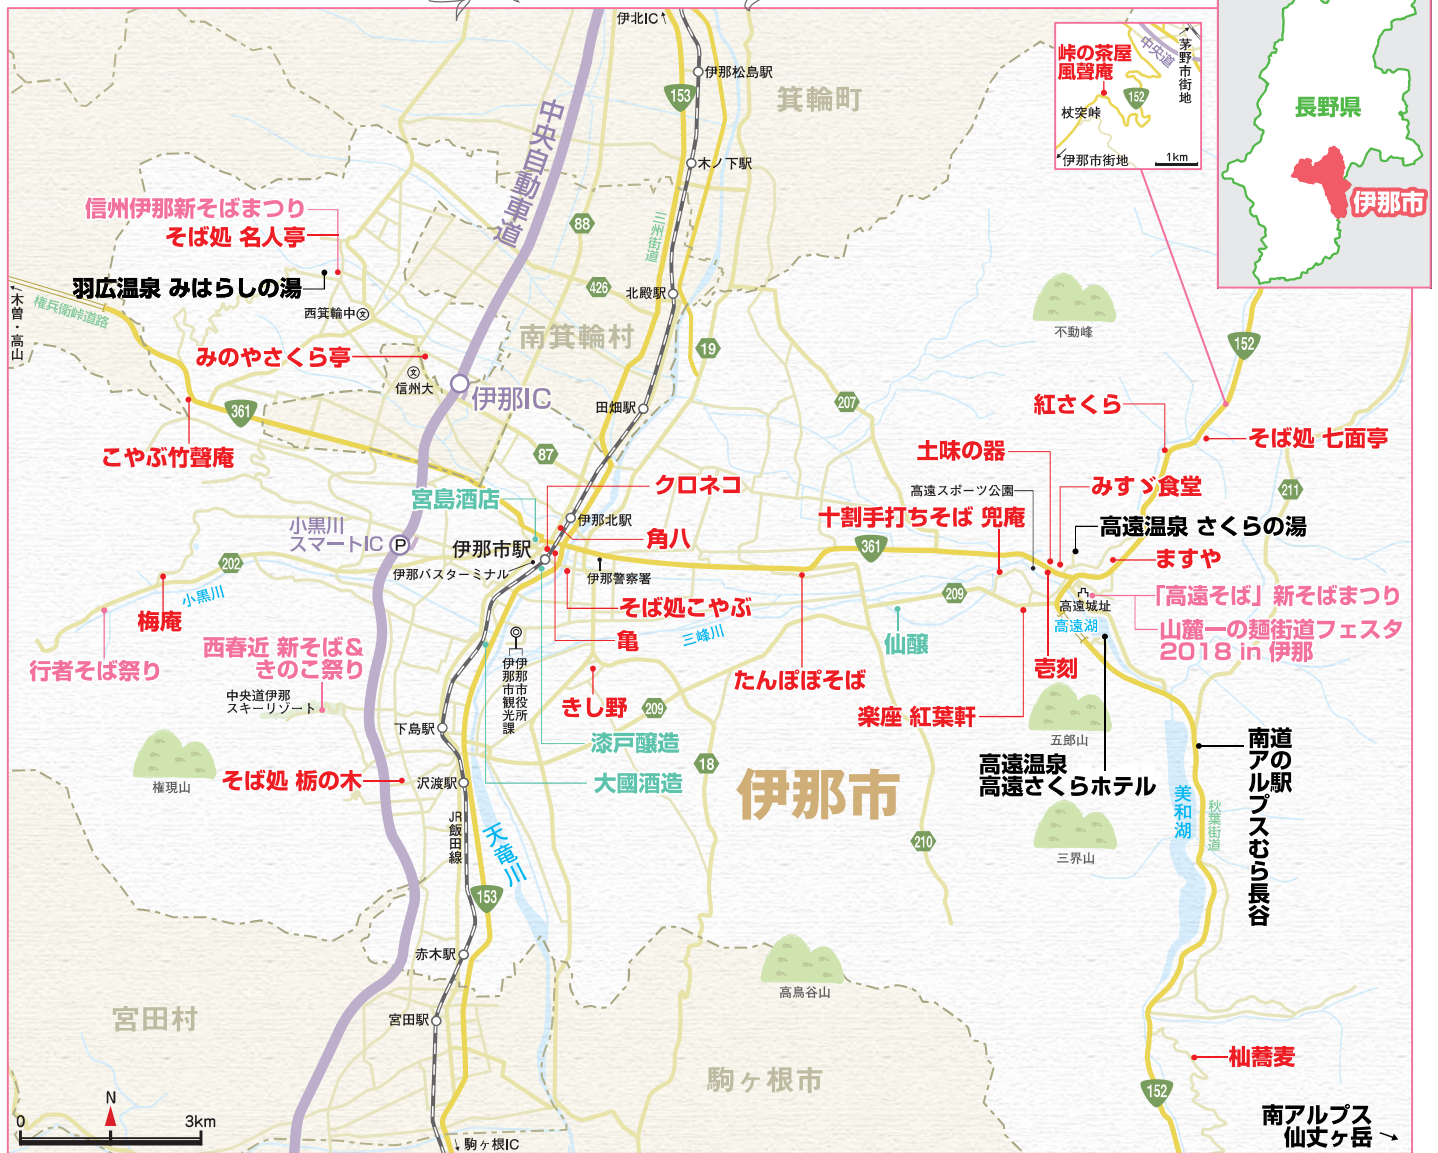 伊北IC
伊那松島駅
153
箕輪町
木ノ下駅
中央自動車道
三州街道
88
426
北殿駅
南箕輪村
19
峠の茶屋
風聲庵
中央道
茅野市街地
152
杖突峠
伊那市街地
1km
長野県
伊那市
信州伊那新そばまつり
そば処 名人亭
羽広温泉 みはらしの湯
木曽・高山
権兵衛峠道路
西箕輪中
文
みのやさくら亭
文
信州大
伊那IC
361
こやぶ竹聲庵
田畑駅
207
87
不動峰
152
紅さくら
そば処 七面亭
土味の器
高遠スポーツ公園
みすゞ食堂
211
十割手打ちそば 兜庵
高遠温泉 さくらの湯
クロネコ
宮島酒店
伊那北駅
角八
小黒川
スマートIC
P
伊那市駅
伊那バスターミナル
伊那警察署
361
ますや
202
小黒川
梅庵
行者そば祭り
そば処こやぶ
亀
三峰川
209
仙醸
高遠城址
高遠湖
「高遠そば」新そばまつり
山麓一の麺街道フェスタ
2018 in 伊那
西春近 新そば&
きのこ祭り
中央道伊那
スキーリゾート
伊那市役所
伊那市観光課
きし野
209
たんぽぽそば
壱刻
楽座 紅葉軒
五郎山
下島駅
漆戸醸造
大國酒造
18
伊那市
権現山
そば処 栃の木
沢渡駅
JR飯田線
天竜川
153
210
高遠温泉
高遠さくらホテル
三界山
美和湖
秋葉街道
道の駅
南アルプスむら長谷
赤木駅
宮田駅
宮田村
高烏谷山
駒ヶ根市
杣蕎麦
152
南アルプス
仙丈ヶ岳
駒ヶ根IC
N
0
3km